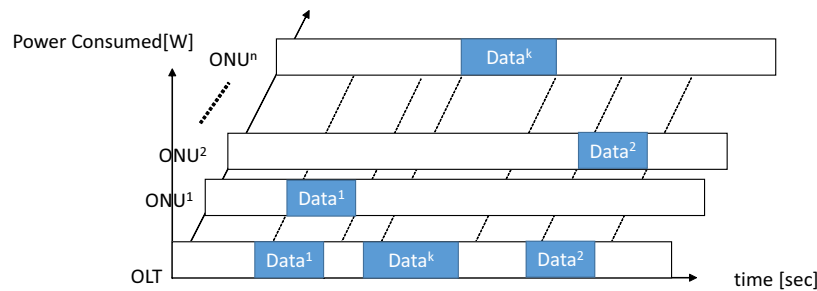 Power Consumed[W]
ONUⁿ
Dataᵏ
ONU²
Data²
ONU¹
Data¹
OLT
Data¹
Dataᵏ
Data²
time [sec]